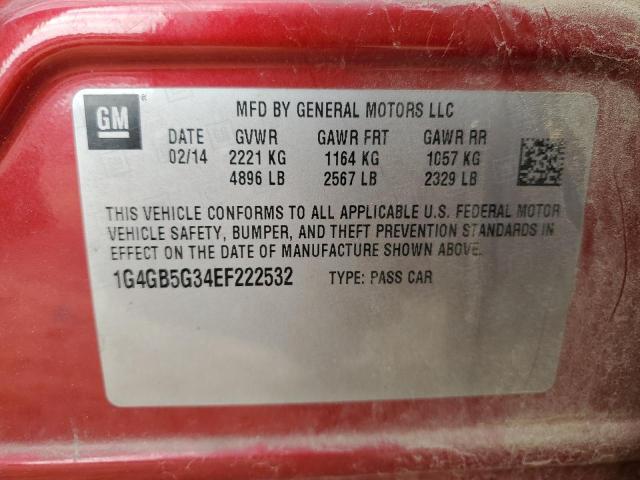 GM
MFD BY GENERAL MOTORS LLC
DATE GVWR GAWR FRT GAWR RR
02/14 2221 KG 1164 KG 1057 KG
4896 LB 2567 LB 2329 LB
THIS VEHICLE CONFORMS TO ALL APPLICABLE U.S. FEDERAL MOTOR
VEHICLE SAFETY, BUMPER, AND THEFT PREVENTION STANDARDS IN
EFFECT ON THE DATE OF MANUFACTURE SHOWN ABOVE.
1G4GB5G34EF222532 TYPE: PASS CAR